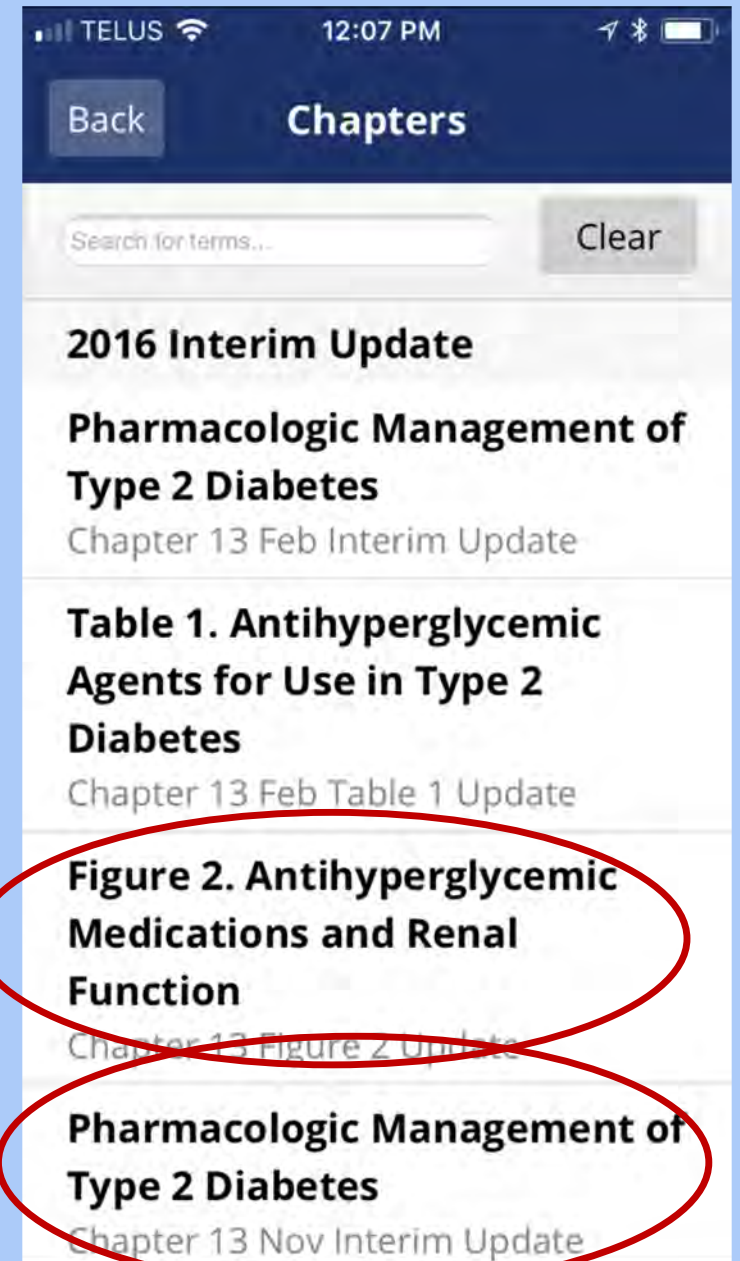 TELUS 12:07 PM
Back Chapters
Search for terms... Clear
2016 Interim Update
Pharmacologic Management of
Type 2 Diabetes
Chapter 13 Feb Interim Update
Table 1. Antihyperglycemic
Agents for Use in Type 2
Diabetes
Chapter 13 Feb Table 1 Update
Figure 2. Antihyperglycemic
Medications and Renal
Function
Chapter 13 Figure 2 Update
Pharmacologic Management of
Type 2 Diabetes
Chapter 13 Nov Interim Update